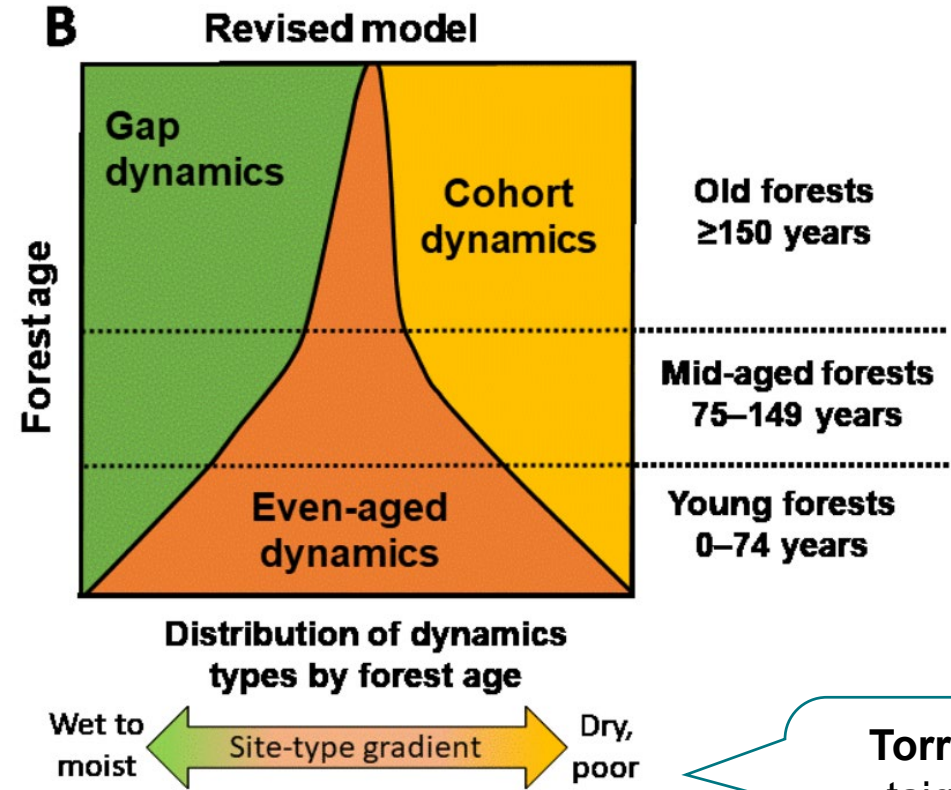 B
Revised model
Gap
dynamics
Cohort
dynamics
Even-aged
dynamics
Forest age
Old forests
≥150 years
Mid-aged forests
75–149 years
Young forests
0–74 years
Distribution of dynamics
types by forest age
Wet to
moist
Site-type gradient
Dry,
poor
Torr